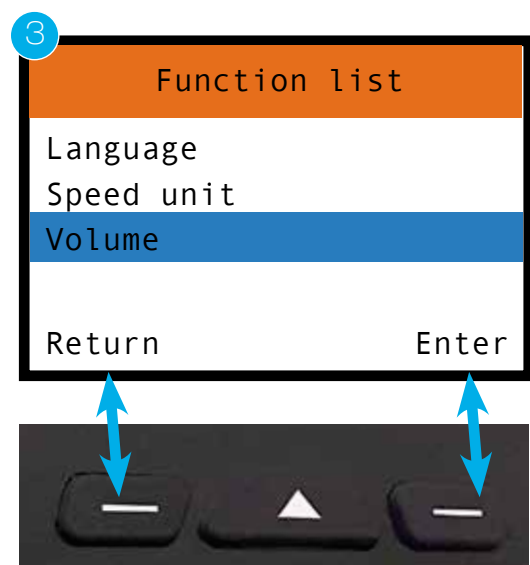 3
Function list
Language
Speed unit
Volume
Return Enter